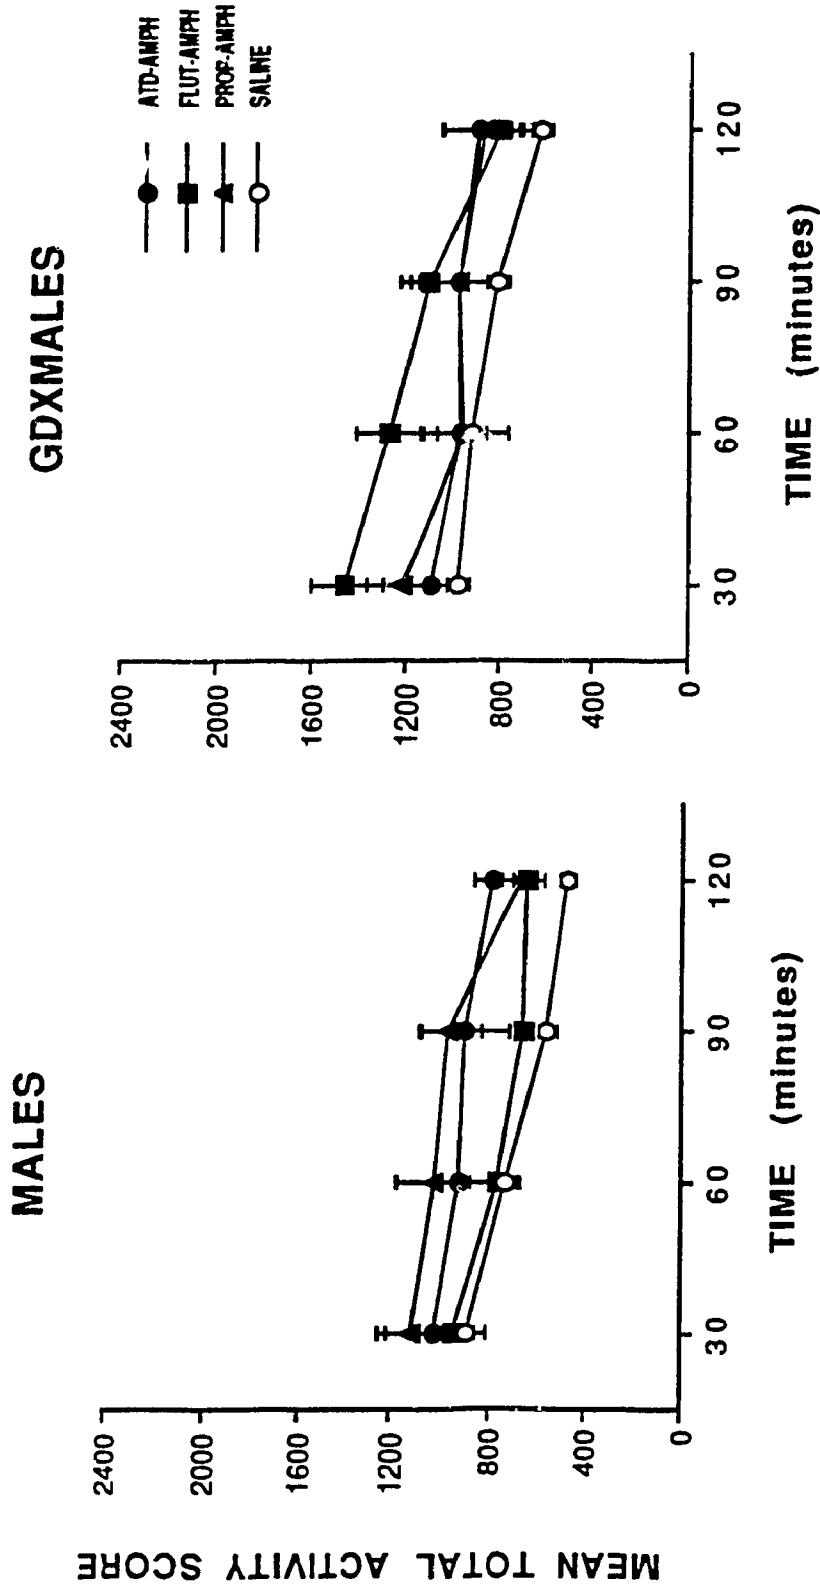 MALES
GDXMALES
ATD-AMPH
FLUT-AMPH
PROP-AMPH
SALINE
MEAN TOTAL ACTIVITY SCORE
2400
2000
1600
1200
800
400
0
30
60
90
120
TIME (minutes)
2400
2000
1600
1200
800
400
0
30
60
90
120
TIME (minutes)